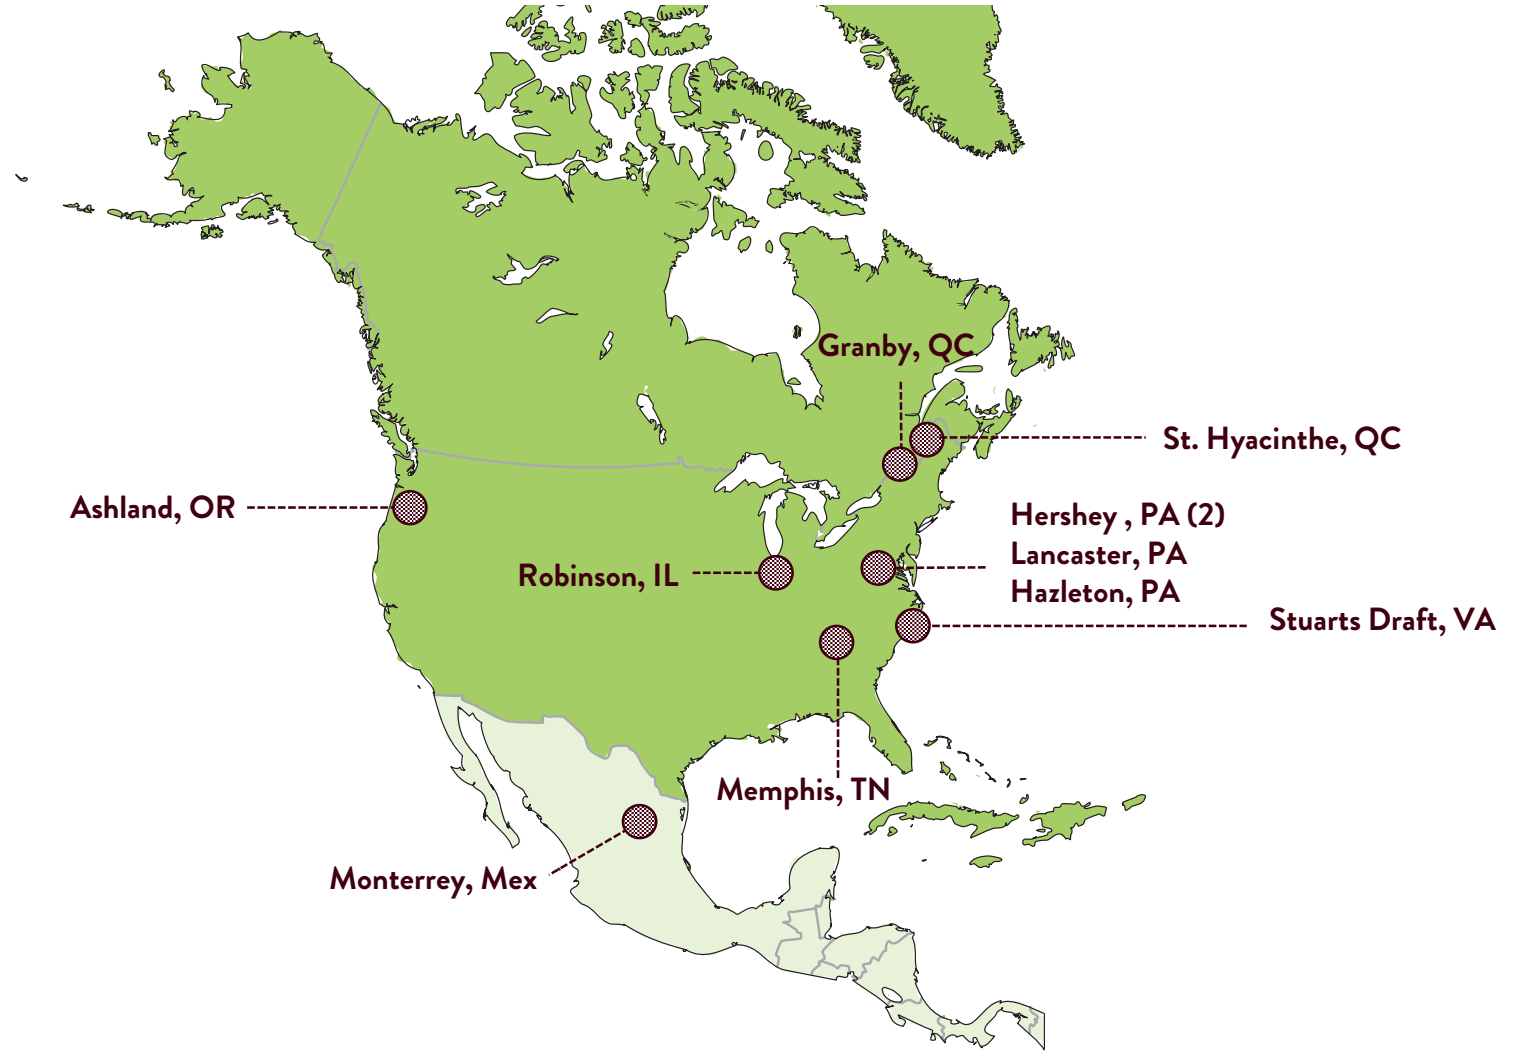 Granby, QC
St. Hyacinthe, QC
Ashland, OR
Hershey , PA (2)
Lancaster, PA
Robinson, IL
Hazleton, PA
Stuarts Draft, VA
Memphis, TN
Monterrey, Mex